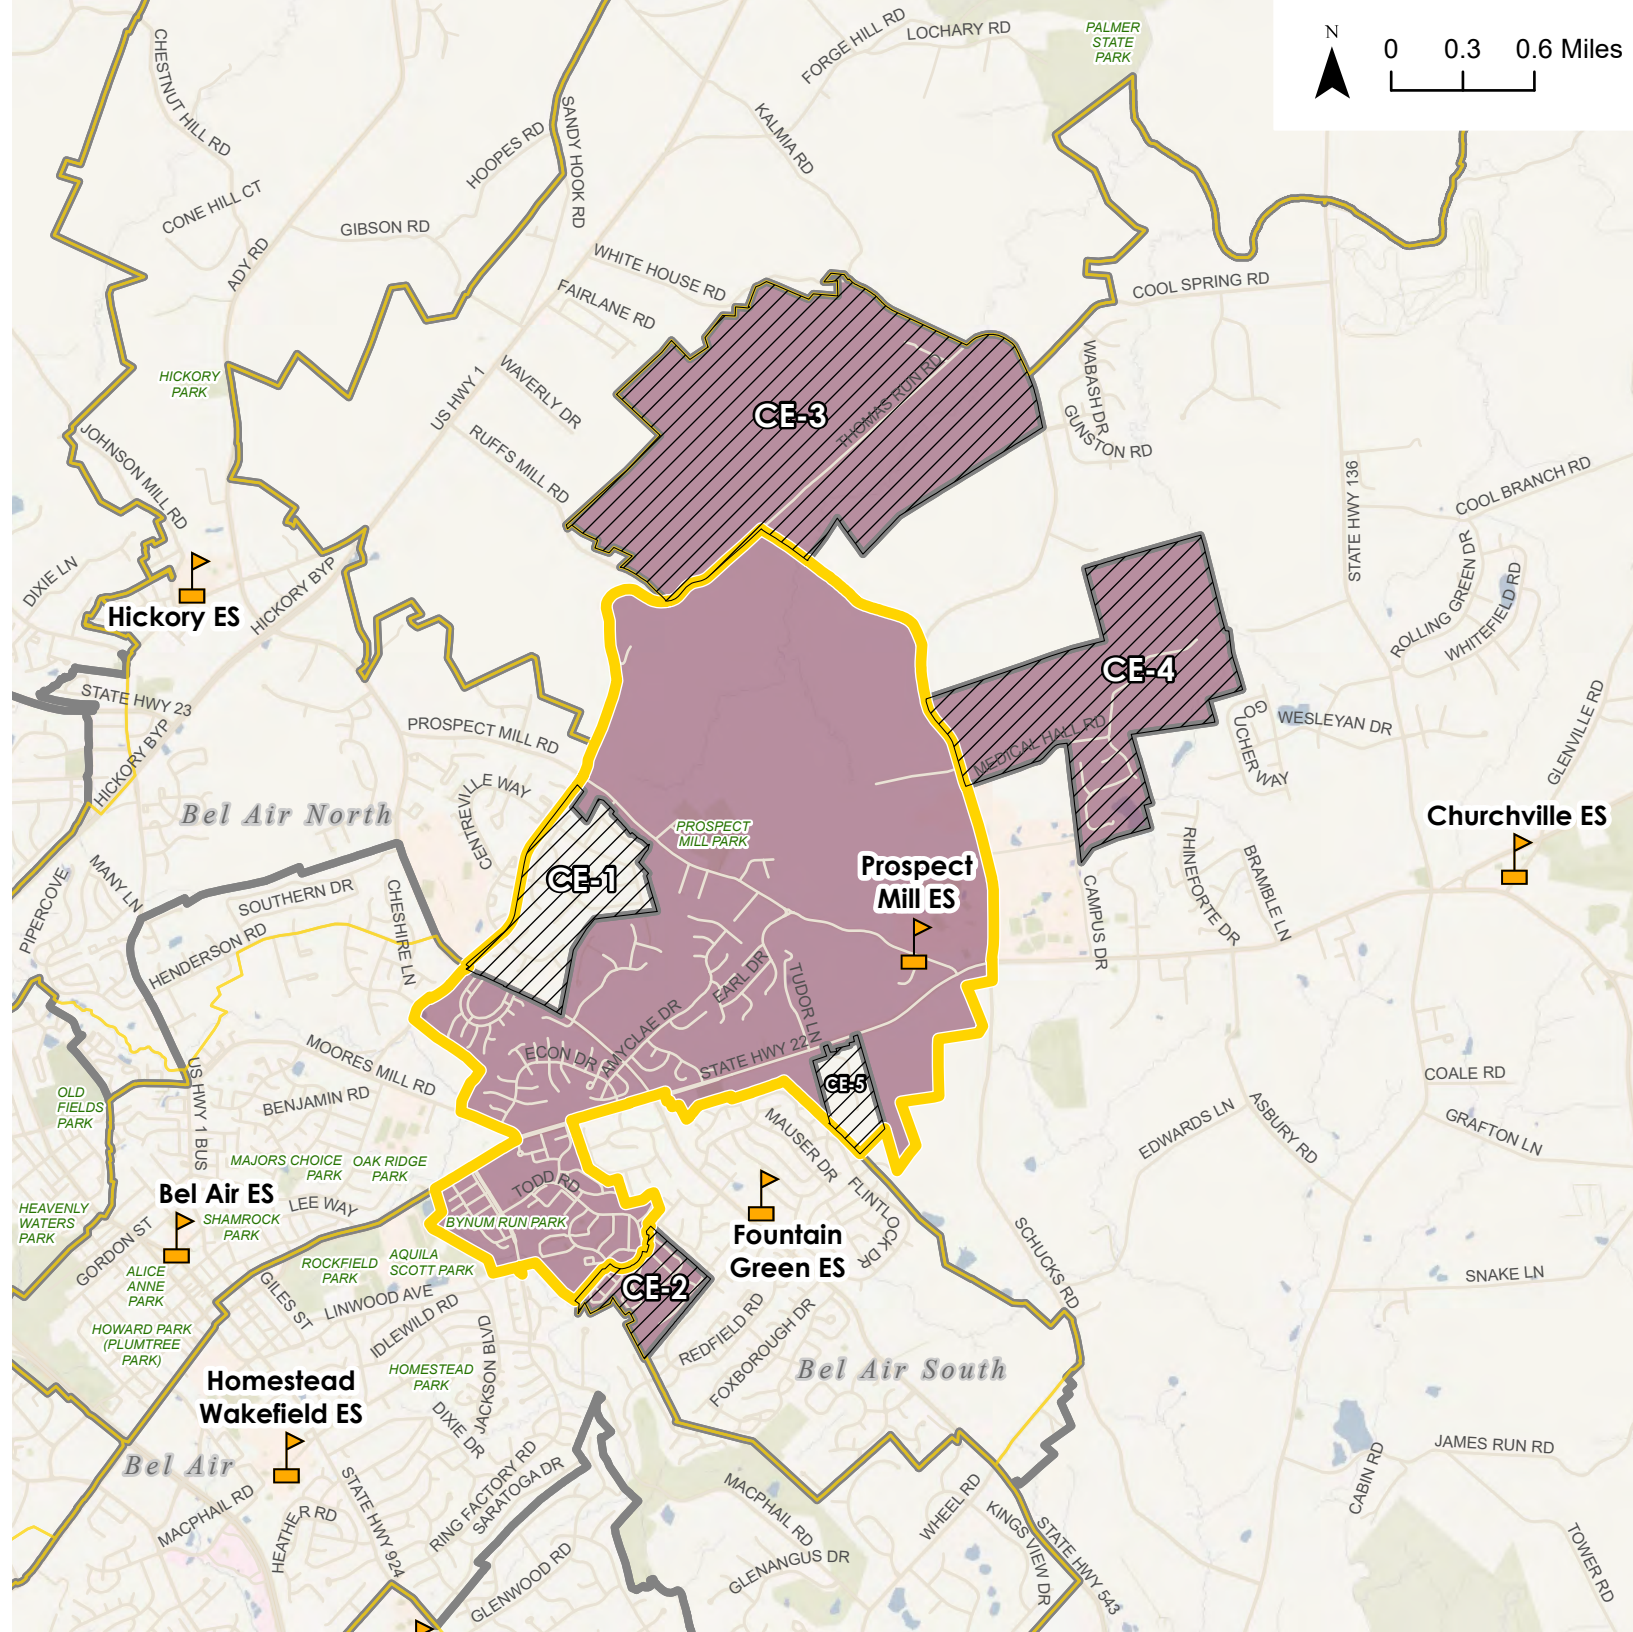 N
0 0.3 0.6 Miles
PALMER
STATE
PARK
FORGE HILL RD
LOCHARY RD
CHESTNUT HILL RD
SANDY HOOK RD
HOOPES RD
KALMIA RD
CONE HILL CT
GIBSON RD
ADY RD
WHITE HOUSE RD
FAIRLANE RD
COOL SPRING RD
HICKORY
PARK
US HWY 1
WAVERLY DR
RUFFS MILL RD
CE-3
THOMAS RUN RD
WABASH DR
GUNSTON RD
JOHNSON MILL RD
STATE HWY 136
COOL BRANCH RD
DIXIE LN
Hickory ES
HICKORY BYP
ROLLING GREEN DR
WHITEFIELD RD
STATE HWY 23
HICKORY BYP
PROSPECT MILL RD
CE-4
MEDICAL HALL RD
GOUCHER WAY
WESLEYAN DR
GLENVILLE RD
CENTREVILLE WAY
Bel Air North
PROSPECT
MILL PARK
Churchville ES
Prospect
Mill ES
CE-1
RHINEFORTE DR
BRAMBLE LN
CAMPUS DR
PIPERCOVE
MANY LN
SOUTHERN DR
CHESHIRE LN
HENDERSON RD
EARL DR
TUDOR LN
AMYCLAE DR
ECON DR
STATE HWY 22
CE-5
MOORES MILL RD
BENJAMIN RD
US HWY 1 BUS
OLD
FIELDS
PARK
COALE RD
GRAFTON LN
EDWARDS LN
ASBURY RD
MAUSER DR
FLINTLOCK DR
MAJORS CHOICE
PARK
OAK RIDGE
PARK
TODD RD
BYNUM RUN PARK
Bel Air ES
LEE WAY
SHAMROCK
PARK
HEAVENLY
WATERS
PARK
GORDON ST
ALICE
ANNE
PARK
ROCKFIELD
PARK
AQUILA
SCOTT PARK
Fountain
Green ES
CE-2
SCHUCKS RD
SNAKE LN
GILES ST
LINWOOD AVE
IDLEWILD RD
JACKSON BLVD
HOWARD PARK
(PLUMTREE
PARK)
HOMESTEAD
PARK
REDFIELD RD
FOXBOROUGH DR
Bel Air South
Homestead
Wakefield ES
DIXIE DR
Bel Air
RING FACTORY RD
SARATOGA DR
MACPHAIL RD
HEATHER RD
STATE HWY 924
GLENWOOD RD
MACPHAIL RD
GLENANGUS DR
WHEEL RD
KINGS VIEW DR
STATE HWY 543
CABIN RD
JAMES RUN RD
TOWER RD